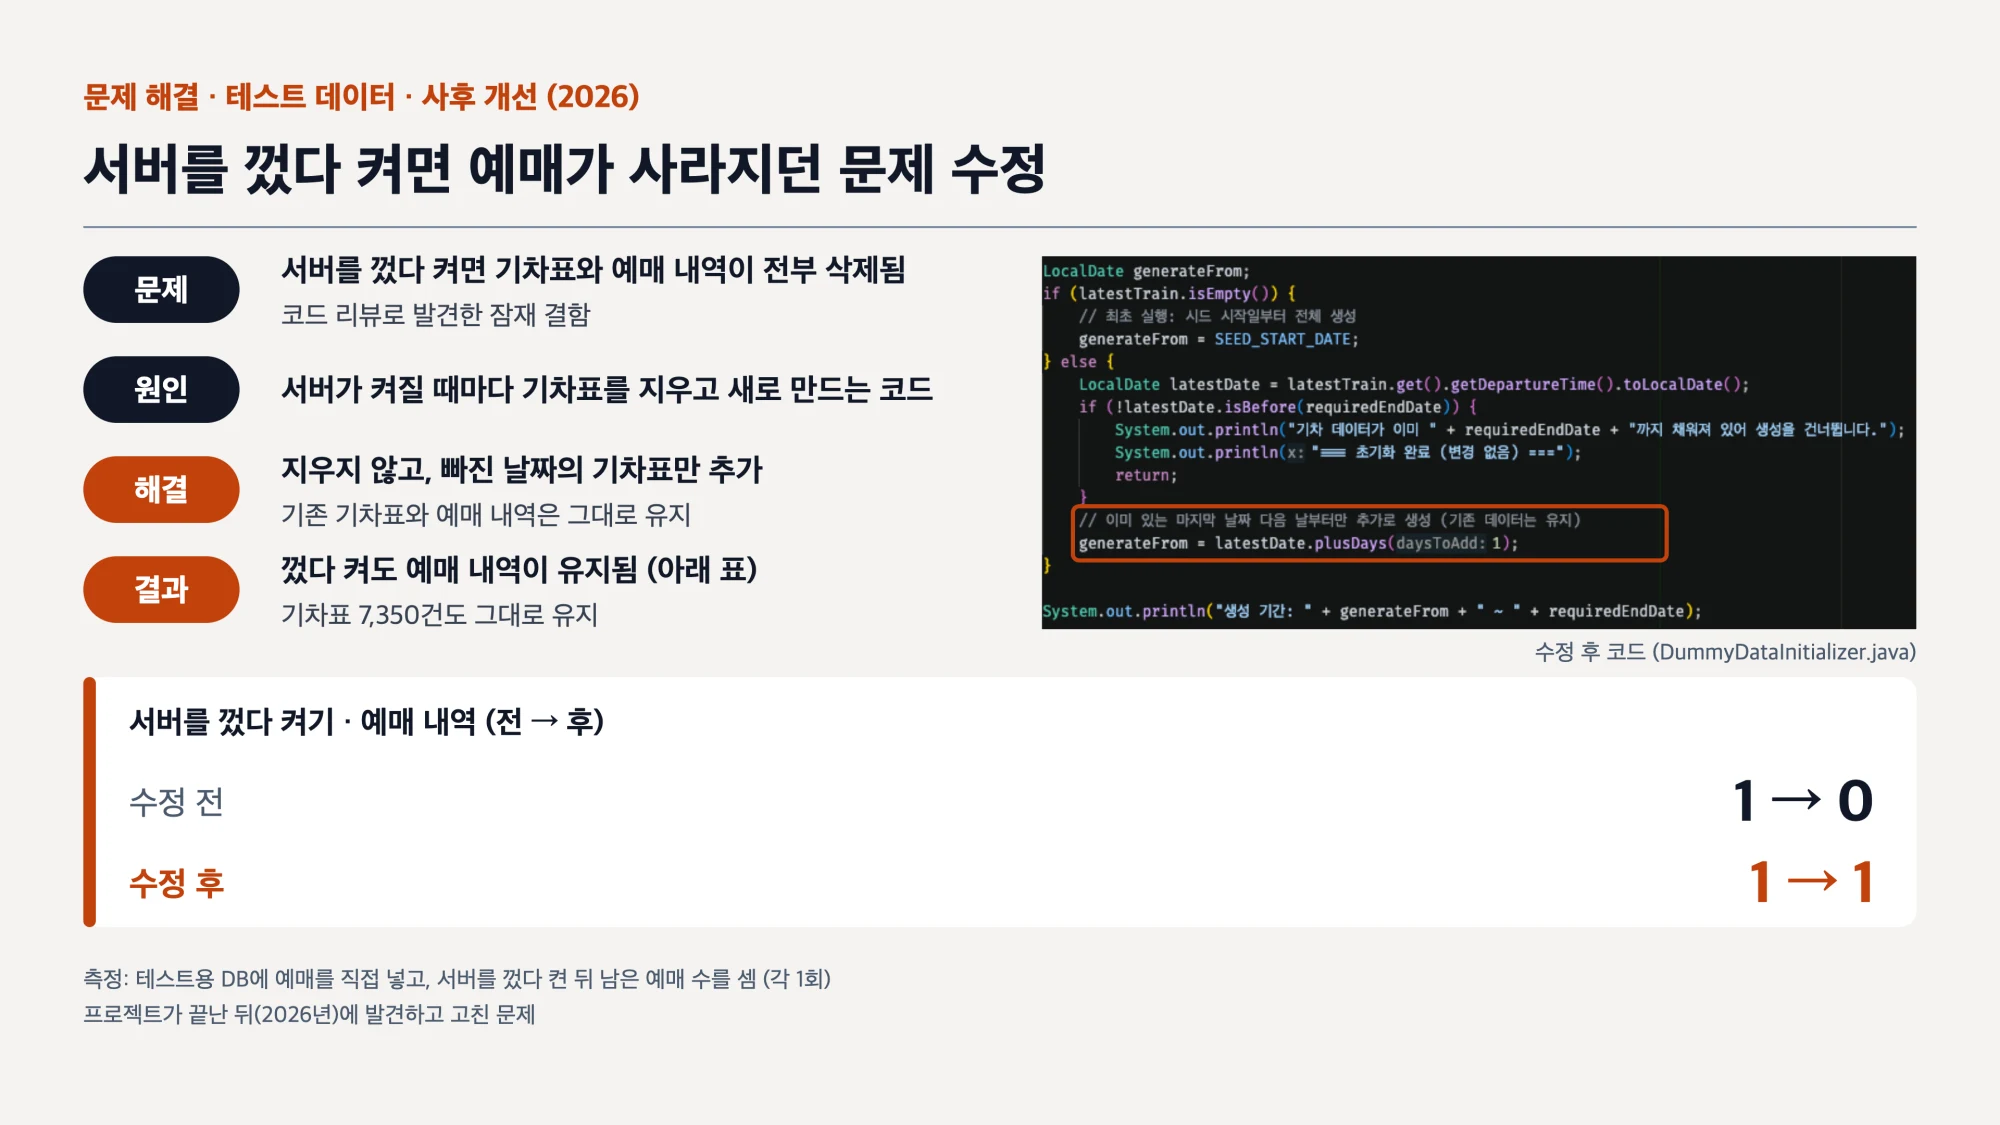 문제 해결 · 테스트 데이터 · 사후 개선 (2026)
서버를 껐다 켜면 예매가 사라지던 문제 수정
문제
서버를 껐다 켜면 기차표와 예매 내역이 전부 삭제됨
코드 리뷰로 발견한 잠재 결함
원인
서버가 켜질 때마다 기차표를 지우고 새로 만드는 코드
해결
지우지 않고, 빠진 날짜의 기차표만 추가
기존 기차표와 예매 내역은 그대로 유지
결과
껐다 켜도 예매 내역이 유지됨 (아래 표)
기차표 7,350건도 그대로 유지
LocalDate generateFrom;
if (latestTrain.isEmpty()) {
// 최초 실행: 시드 시작일부터 전체 생성
generateFrom = SEED_START_DATE;
} else {
LocalDate latestDate = latestTrain.get().getDepartureTime().toLocalDate();
if (!latestDate.isBefore(requiredEndDate)) {
System.out.println("기차 데이터가 이미 " + requiredEndDate + "까지 채워져 있어 생성을 건너뜁니다.");
System.out.println(x: "=== 초기화 완료 (변경 없음) ===");
return;
}
// 이미 있는 마지막 날짜 다음 날부터만 추가로 생성 (기존 데이터는 유지)
generateFrom = latestDate.plusDays(daysToAdd: 1);
}
System.out.println("생성 기간: " + generateFrom + " ~ " + requiredEndDate);
수정 후 코드 (DummyDataInitializer.java)
서버를 껐다 켜기 · 예매 내역 (전 → 후)
수정 전
1 → 0
수정 후
1 → 1
측정: 테스트용 DB에 예매를 직접 넣고, 서버를 껐다 켠 뒤 남은 예매 수를 셈 (각 1회)
프로젝트가 끝난 뒤(2026년)에 발견하고 고친 문제